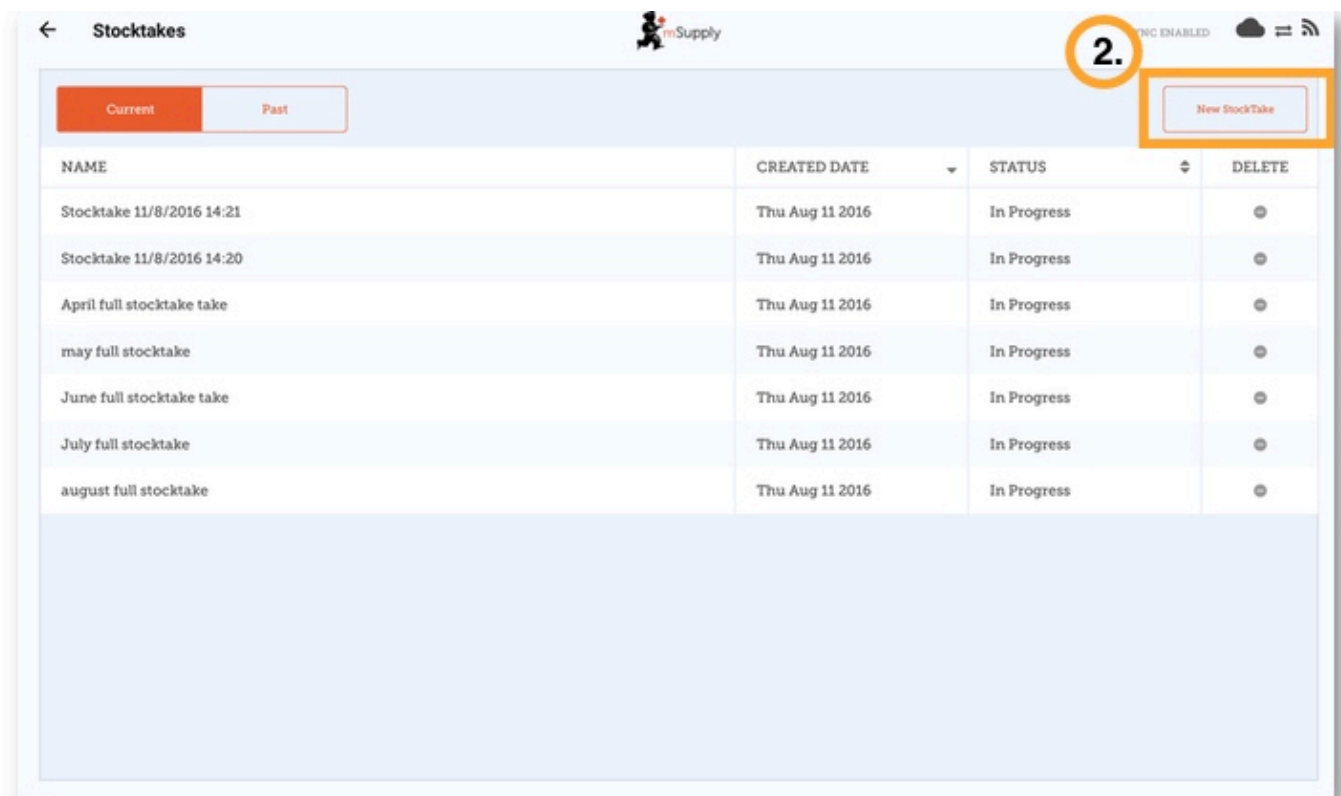 Stocktakes
mSupply
2.
NC ENABLED
Current
Past
New StockTake
NAME
CREATED DATE
STATUS
DELETE
Stocktake 11/8/2016 14:21 Thu Aug 11 2016 In Progress
Stocktake 11/8/2016 14:20 Thu Aug 11 2016 In Progress
April full stocktake take Thu Aug 11 2016 In Progress
may full stocktake Thu Aug 11 2016 In Progress
June full stocktake take Thu Aug 11 2016 In Progress
July full stocktake Thu Aug 11 2016 In Progress
august full stocktake Thu Aug 11 2016 In Progress